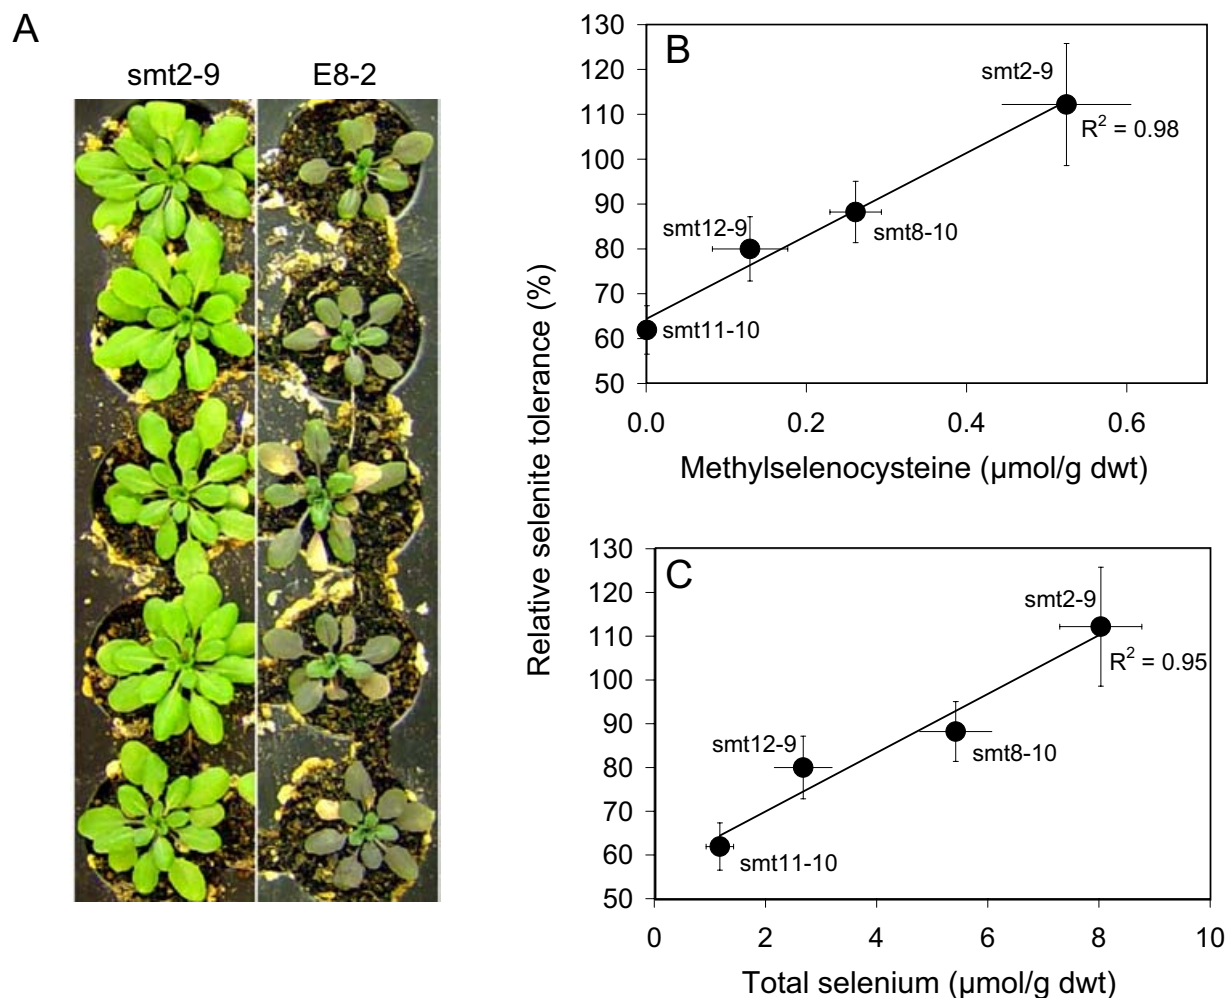 A
smt2-9
E8-2
Relative selenite tolerance (%)
B
130
120
110
100
90
80
70
60
50
smt2-9
R² = 0.98
smt12-9
smt8-10
smt11-10
0.0
0.2
0.4
0.6
Methylselenocysteine (µmol/g dwt)
C
130
120
110
100
90
80
70
60
50
smt2-9
R² = 0.95
smt12-9
smt8-10
smt11-10
0
2
4
6
8
10
Total selenium (µmol/g dwt)